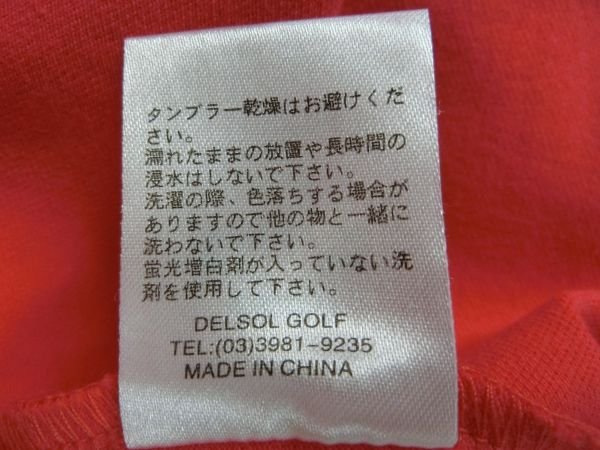 タンブラー乾燥はお避けくだ
さい。
濡れたままの放置や長時間の
浸水はしないで下さい。
洗濯の際、色落ちする場合が
ありますので他の物と一緒に
洗わないで下さい。
蛍光増白剤が入っていない洗
剤を使用して下さい。
DELSOL GOLF
TEL:(03)3981-9235
MADE IN CHINA